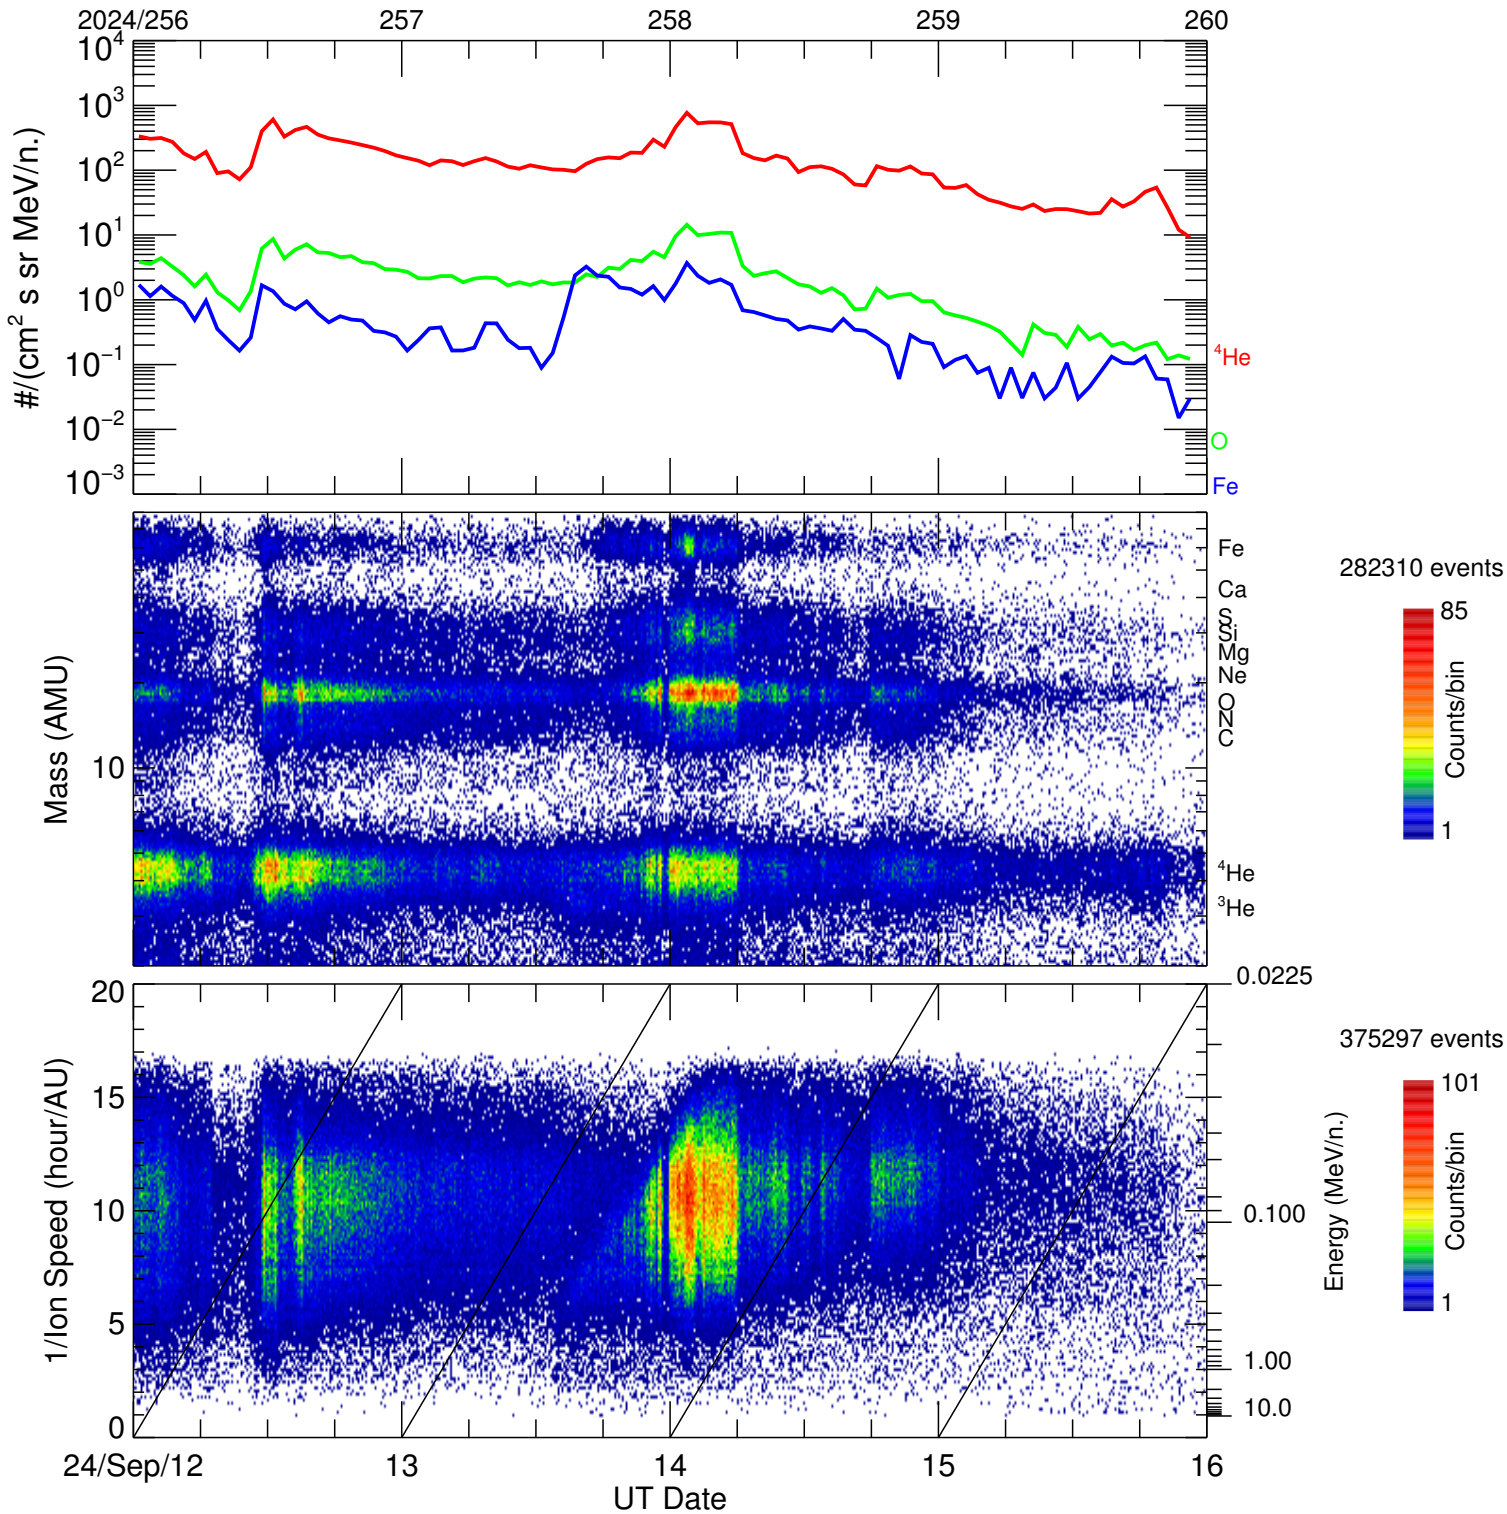 2024/256 257 258 259 260
10⁴
10³
10²
10¹
10⁰
10⁻¹
10⁻²
10⁻³
#/(cm² s sr MeV/n.)
⁴He
O
Fe
Mass (AMU)
10
Fe
Ca
S
Si
Mg
Ne
O
N
C
⁴He
³He
282310 events
85
Counts/bin
1
20
15
10
5
0
1/Ion Speed (hour/AU)
0.0225
0.100
1.00
10.0
Energy (MeV/n.)
375297 events
101
Counts/bin
1
24/Sep/12 13 14 15 16
UT Date